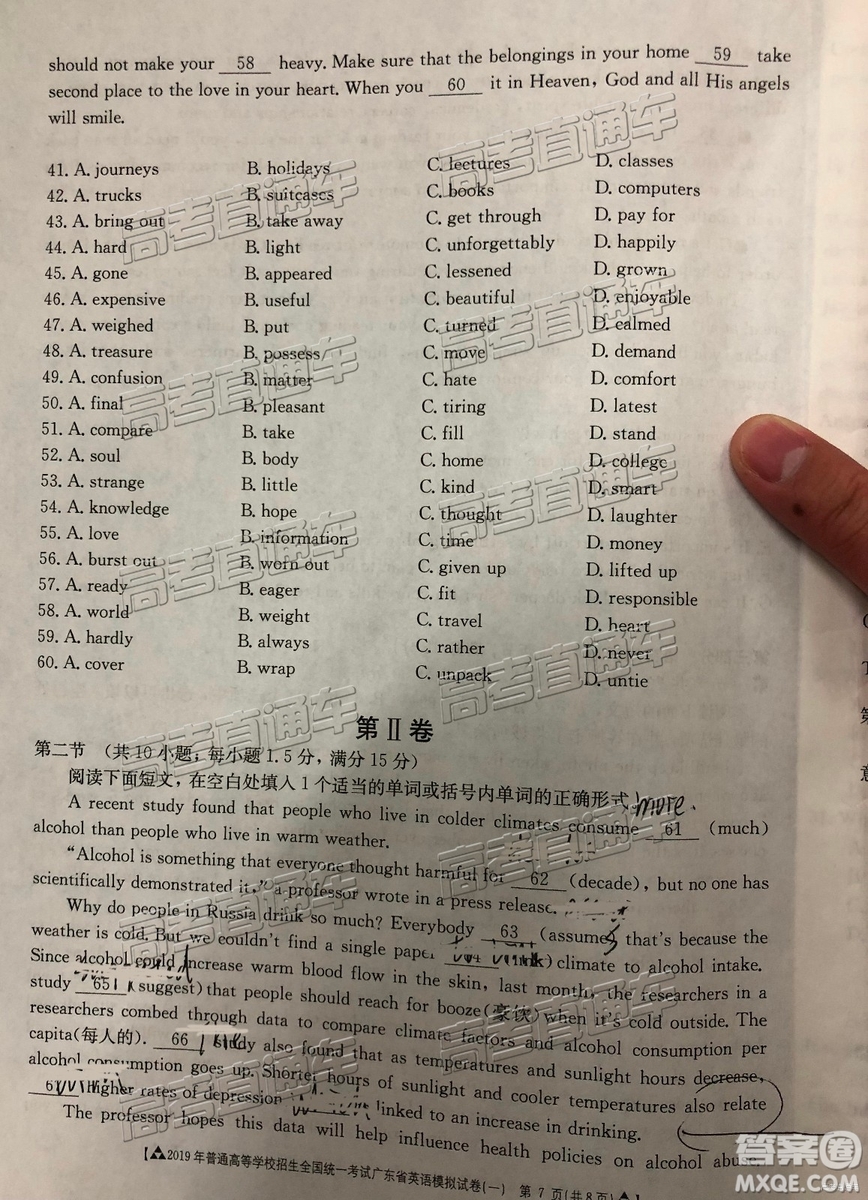 should not make your 58 heavy. Make sure that the belongings in your home 59 take
second place to the love in your heart. When you 60 it in Heaven, God and all His angels
will smile.
41. A. journeys B. holidays C. lectures D. classes
42. A. trucks B. suitcases C. books D. computers
43. A. bring out B. take away C. get through D. pay for
44. A. hard B. light C. unforgettably D. happily
45. A. gone B. appeared C. lessened D. grown
46. A. expensive B. useful C. beautiful D. enjoyable
47. A. weighed B. put C. turned D. calmed
48. A. treasure B. possess C. move D. demand
49. A. confusion B. matter C. hate D. comfort
50. A. final B. pleasant C. tiring D. latest
51. A. compare B. take C. fill D. stand
52. A. soul B. body C. home D. college
53. A. strange B. little C. kind D. smart
54. A. knowledge B. hope C. thought D. laughter
55. A. love B. information C. time D. money
56. A. burst out B. worn out C. given up D. lifted up
57. A. ready B. eager C. fit D. responsible
58. A. world B. weight C. travel D. heart
59. A. hardly B. always C. rather D. never
60. A. cover B. wrap C. unpack D. untie
第Ⅱ卷
第二节 (共10小题;每小题1.5分,满分15分)
阅读下面短文,在空白处填入1个适当的单词或括号内单词的正确形式
more.
A recent study found that people who live in colder climates consume 61 (much)
alcohol than people who live in warm weather.
"Alcohol is something that everyone thought harmful for 62 (decade), but no one has
scientifically demonstrated it," a professor wrote in a press release.
Why do people in Russia drink so much? Everybody 63 (assume) that's because the
weather is cold. But we couldn't find a single paper climate to alcohol intake.
Since alcohol could increase warm blood flow in the skin, last month, the researchers in a
study 65 (suggest) that people should reach for booze(豪饮) when it's cold outside. The
researchers combed through data to compare climate factors and alcohol consumption per
capita(每人的). 66 study also found that as temperatures and sunlight hours decrease,
alcohol consumption goes up. Shorter hours of sunlight and cooler temperatures also relate
67 higher rates of depression linked to an increase in drinking.
The professor hopes this data will help influence health policies on alcohol abuse.
【▲2019年普通高等学校招生全国统一考试广东省英语模拟试卷(一) 第7页(共8页)▲】
高考直通车
答案圈
MXQE.COM